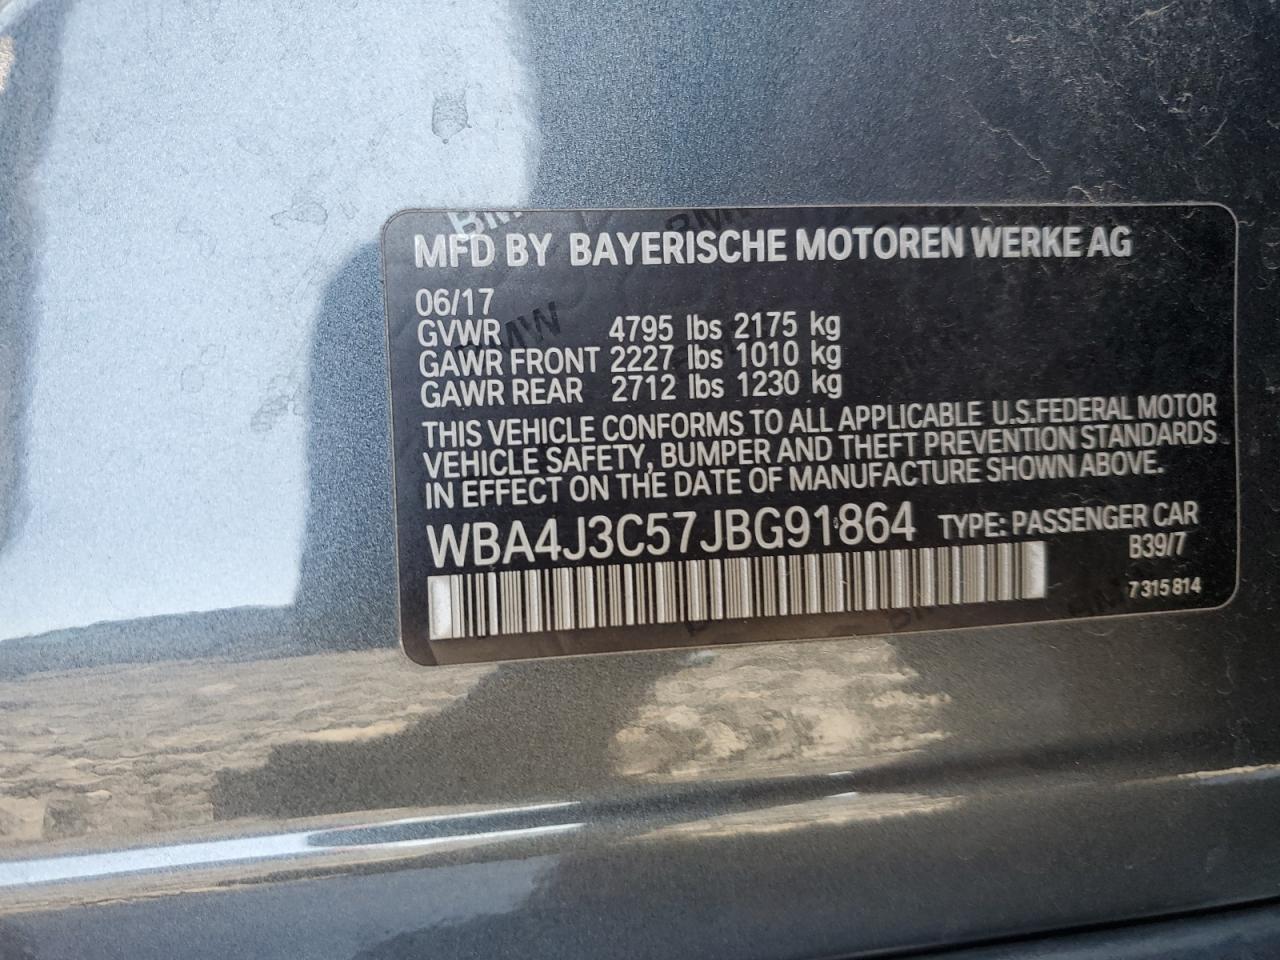 MFD BY BAYERISCHE MOTOREN WERKE AG
06/17
GVWR 4795 lbs 2175 kg
GAWR FRONT 2227 lbs 1010 kg
GAWR REAR 2712 lbs 1230 kg
THIS VEHICLE CONFORMS TO ALL APPLICABLE U.S.FEDERAL MOTOR
VEHICLE SAFETY, BUMPER AND THEFT PREVENTION STANDARDS
IN EFFECT ON THE DATE OF MANUFACTURE SHOWN ABOVE.
WBA4J3C57JBG91864 TYPE: PASSENGER CAR
B39/7
7 315 814